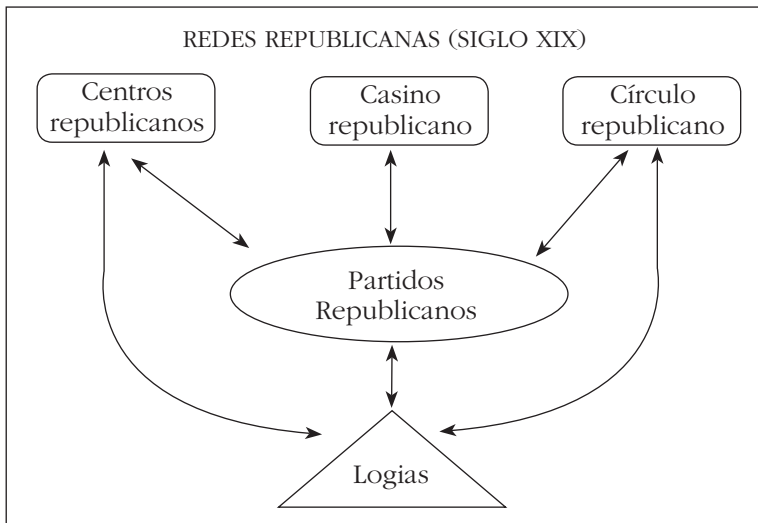 REDES REPUBLICANAS (SIGLO XIX)
Centros
republicanos
Casino
republicano
Círculo
republicano
Partidos
Republicanos
Logias